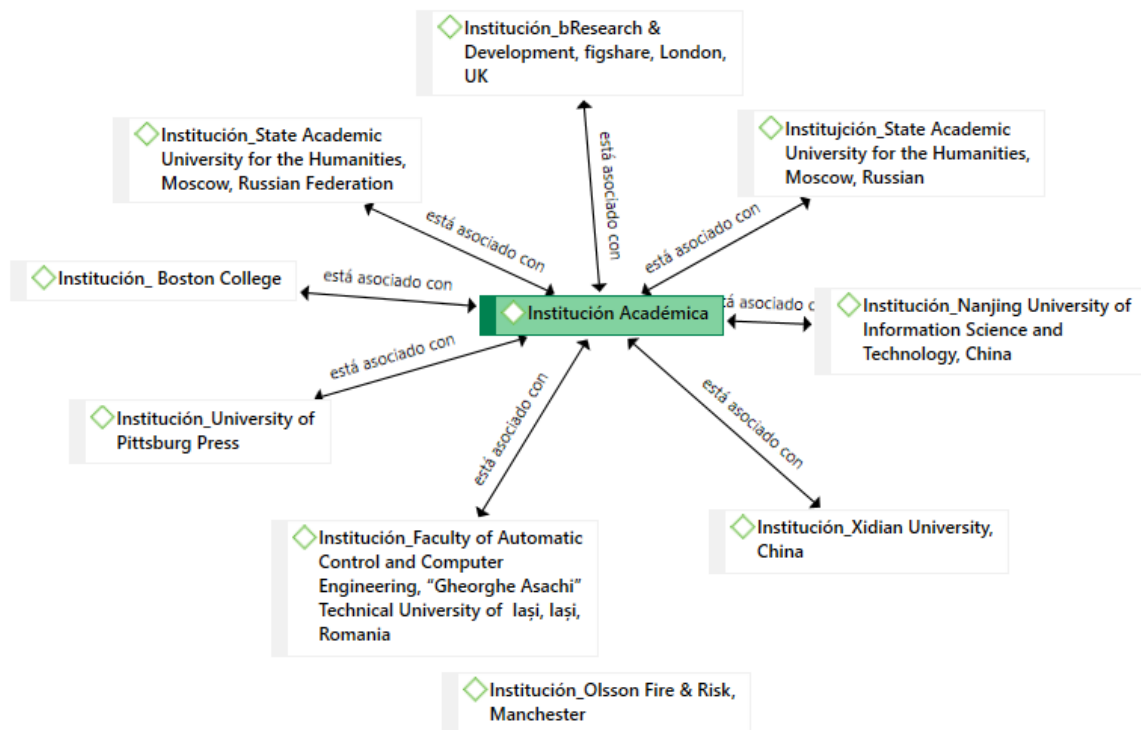 Institución_bResearch &
Development, figshare, London,
UK
Institución_State Academic
University for the Humanities,
Moscow, Russian Federation
Institujción_State Academic
University for the Humanities,
Moscow, Russian
está asociado con
está asociado con
está asociado con
Institución_ Boston College
está asociado con
Institución Académica
stá asociado c
Institución_Nanjing University of
Information Science and
Technology, China
está asociado con
Institución_University of
Pittsburg Press
está asociado con
está asociado con
Institución_Faculty of Automatic
Control and Computer
Engineering, “Gheorghe Asachi”
Technical University of  Iași, Iași,
Romania
Institución_Xidian University,
China
Institución_Olsson Fire & Risk,
Manchester